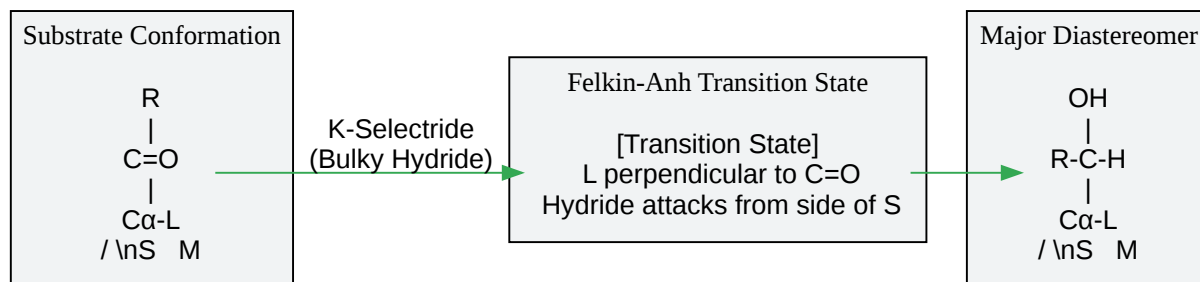 Substrate Conformation
R
|
C=O
|
Cα-L
/ \nS   M
K-Selectride
(Bulky Hydride)
Felkin-Anh Transition State
[Transition State]
L perpendicular to C=O
Hydride attacks from side of S
Major Diastereomer
OH
|
R-C-H
|
Cα-L
/ \nS   M